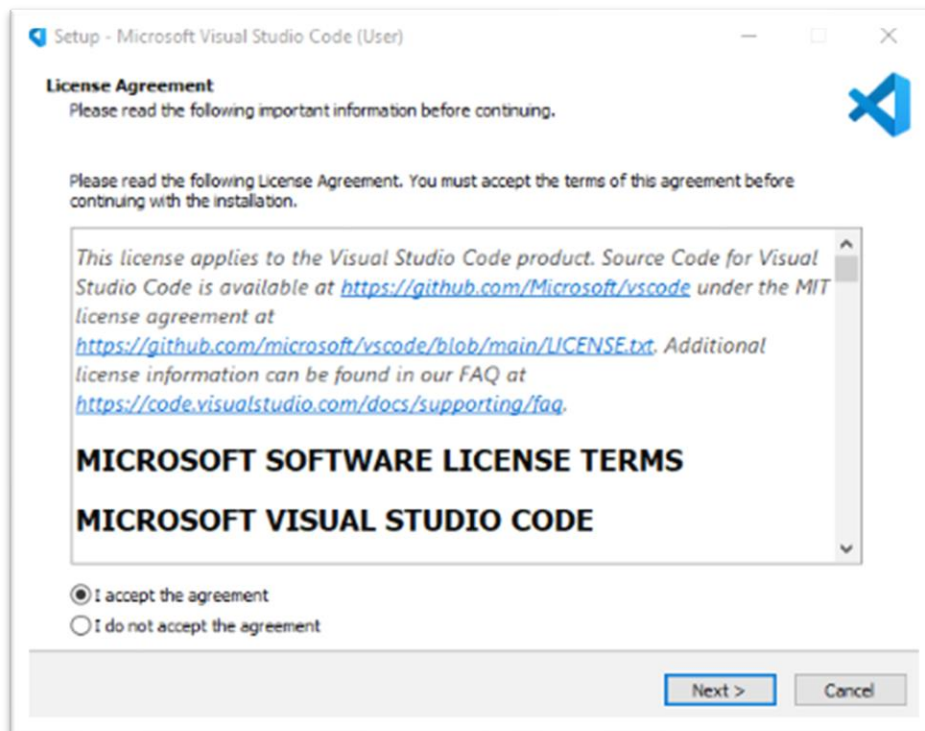 Setup - Microsoft Visual Studio Code (User)
License Agreement
Please read the following important information before continuing.
Please read the following License Agreement. You must accept the terms of this agreement before
continuing with the installation.
This license applies to the Visual Studio Code product. Source Code for Visual
Studio Code is available at https://github.com/Microsoft/vscode under the MIT
license agreement at
https://github.com/microsoft/vscode/blob/main/LICENSE.txt. Additional
license information can be found in our FAQ at
https://code.visualstudio.com/docs/supporting/faq.
MICROSOFT SOFTWARE LICENSE TERMS
MICROSOFT VISUAL STUDIO CODE
I accept the agreement
I do not accept the agreement
Next > Cancel